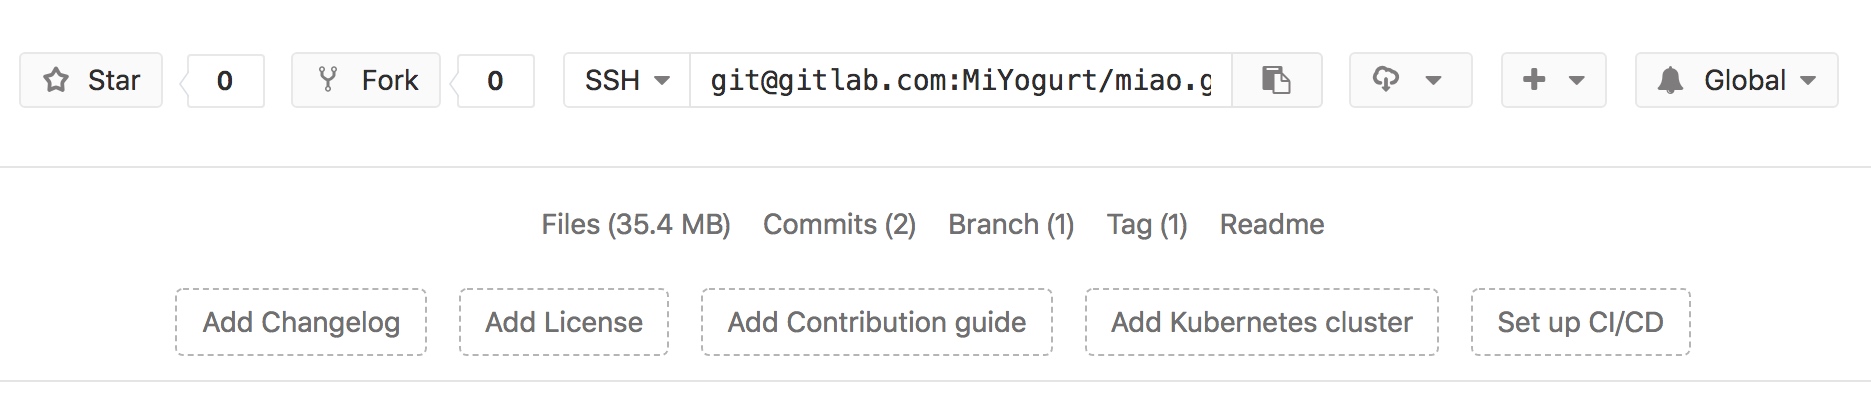 Star 0 Fork 0 SSH git@gitlab.com:MiYogurt/miao.g Global
Files (35.4 MB) Commits (2) Branch (1) Tag (1) Readme
Add Changelog Add License Add Contribution guide Add Kubernetes cluster Set up CI/CD